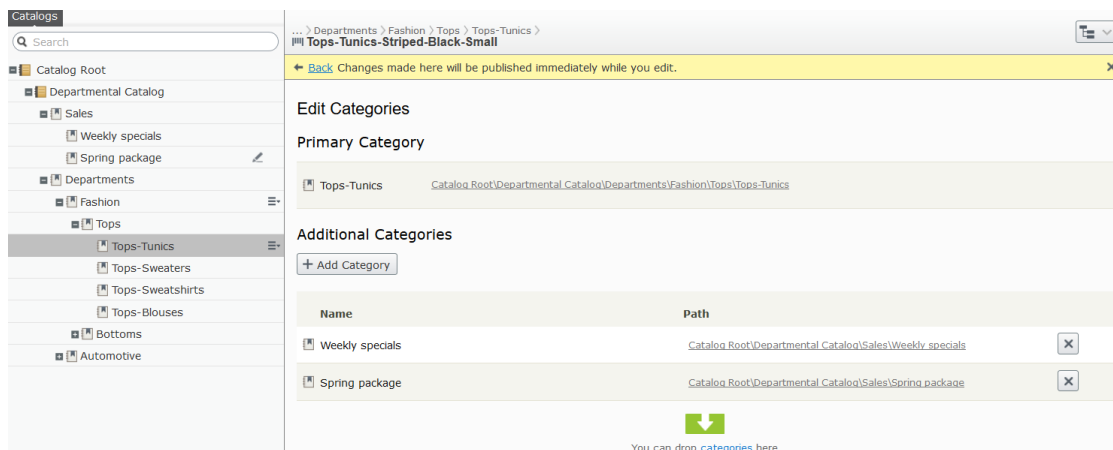 Catalogs
Search
Catalog Root
Departmental Catalog
Sales
Weekly specials
Spring package
Departments
Fashion
Tops
Tops-Tunics
Tops-Sweaters
Tops-Sweatshirts
Tops-Blouses
Bottoms
Automotive
... > Departments > Fashion > Tops > Tops-Tunics >
Tops-Tunics-Striped-Black-Small
Back Changes made here will be published immediately while you edit.
Edit Categories
Primary Category
Tops-Tunics Catalog Root\Departmental Catalog\Departments\Fashion\Tops\Tops-Tunics
Additional Categories
+ Add Category
Name Path
Weekly specials Catalog Root\Departmental Catalog\Sales\Weekly specials
Spring package Catalog Root\Departmental Catalog\Sales\Spring package
You can drop categories here